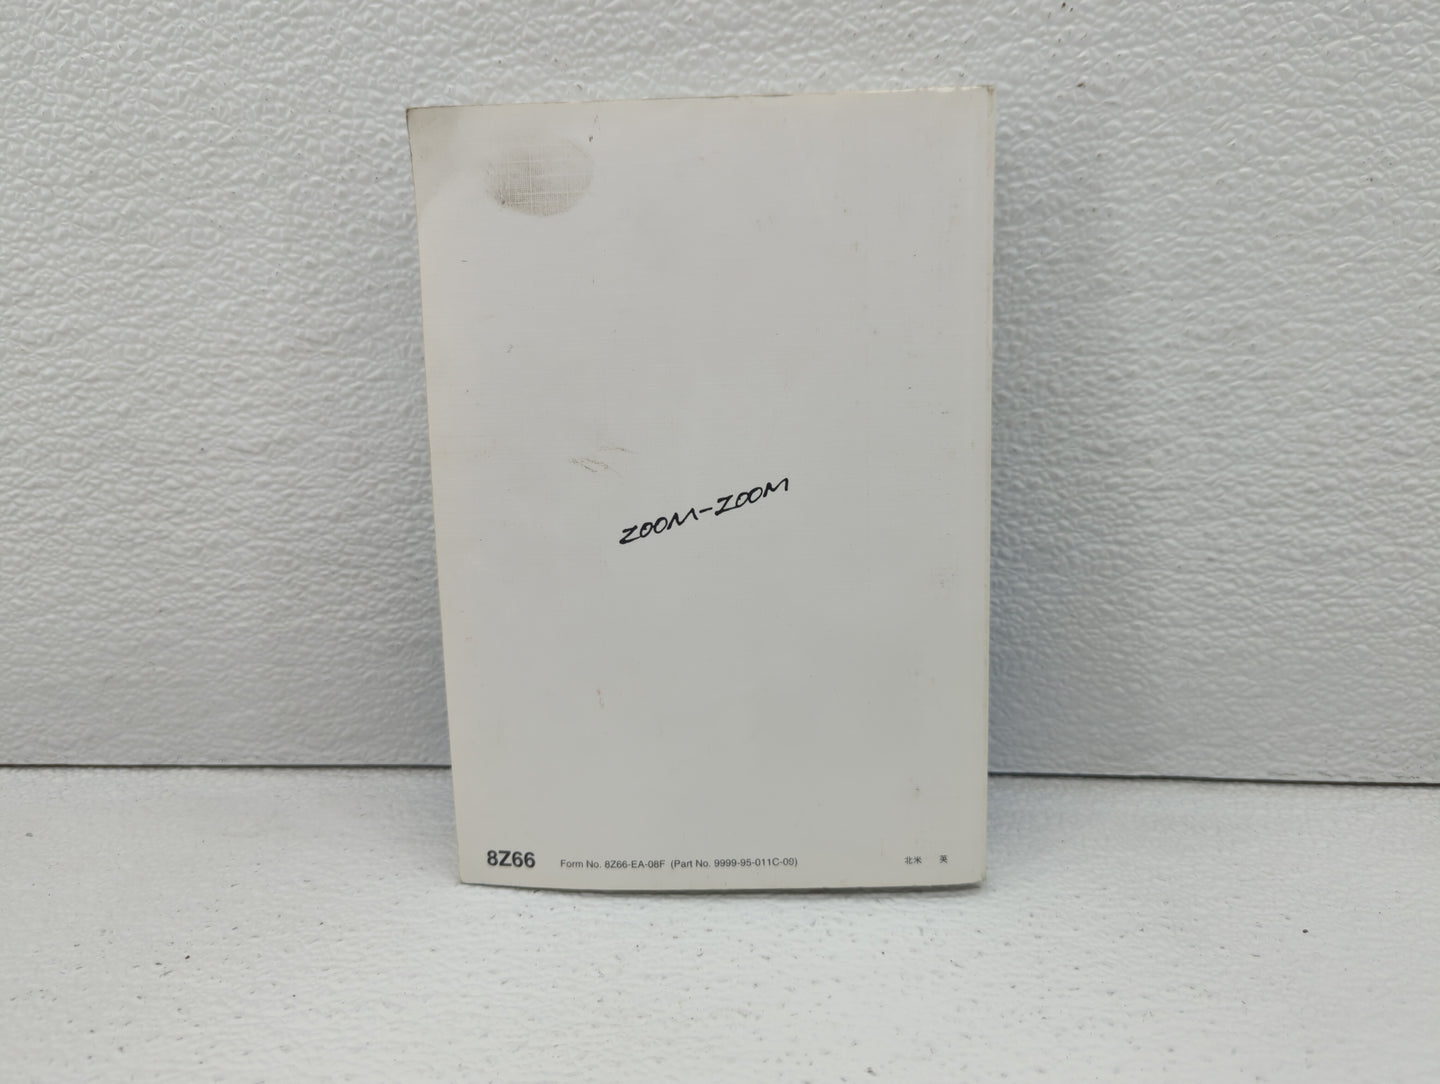 ZOOM-ZOOM
8Z66 Form No. 8Z66-EA-08F (Part No. 9999-95-011C-09) 北米 英